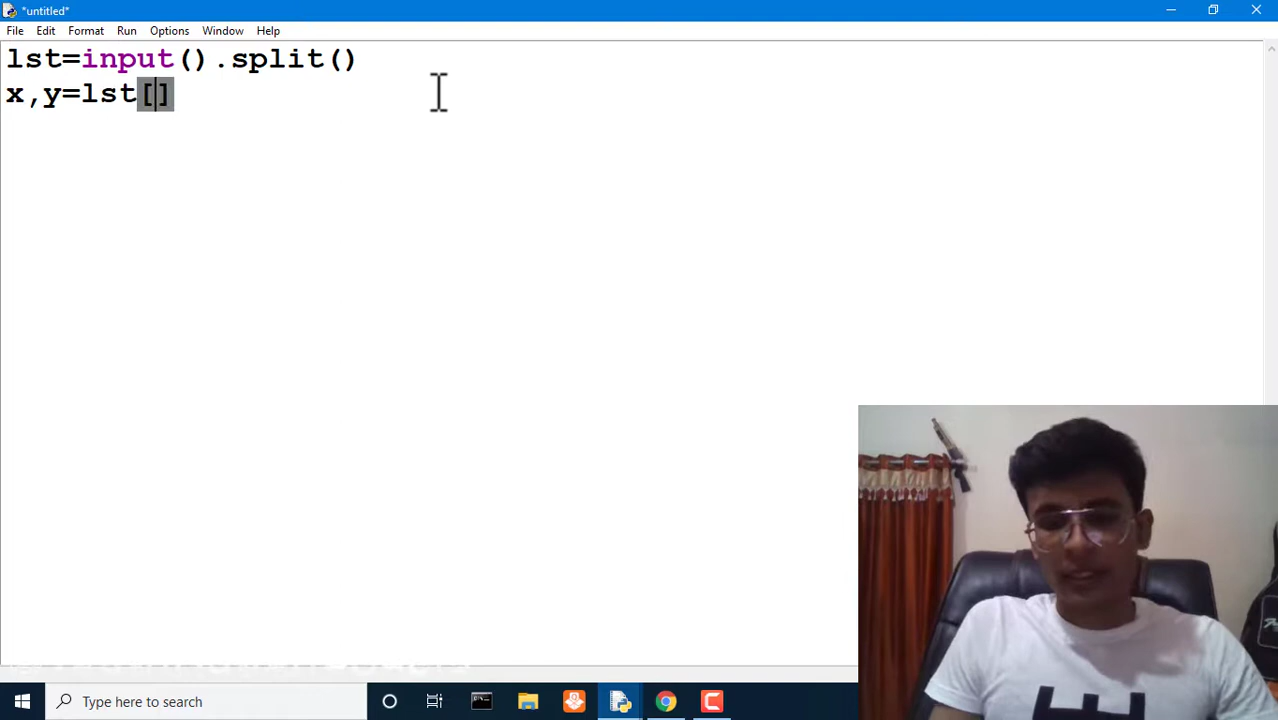 *untitled*
File Edit Format Run Options Window Help
lst=input().split()
x,y=lst[]
Type here to search